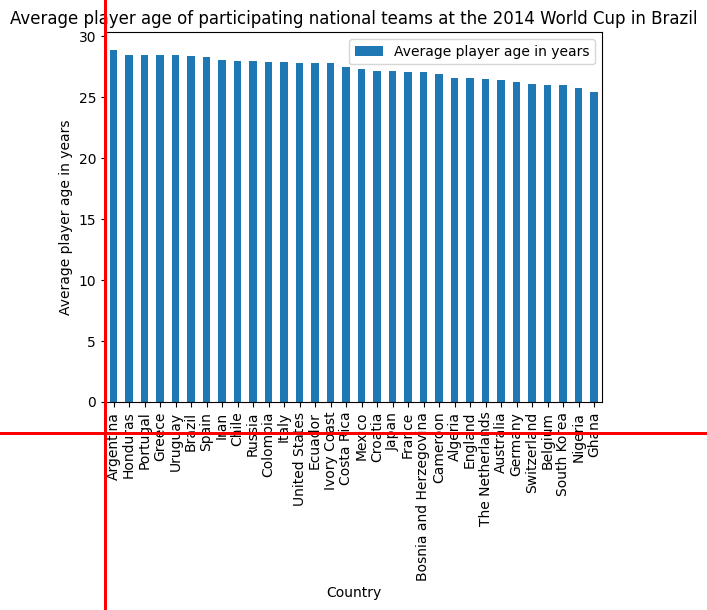 Average player age of participating national teams at the 2014 World Cup in Brazil
Average player age in years
30
25
20
15
10
5
0
Average player age in years
Argentina
Honduras
Portugal
Greece
Uruguay
Brazil
Spain
Iran
Chile
Russia
Colombia
Italy
United States
Ecuador
Ivory Coast
Costa Rica
Mexico
Croatia
Japan
France
Bosnia and Herzegovina
Cameroon
Algeria
England
The Netherlands
Australia
Germany
Switzerland
Belgium
South Korea
Nigeria
Ghana
Country